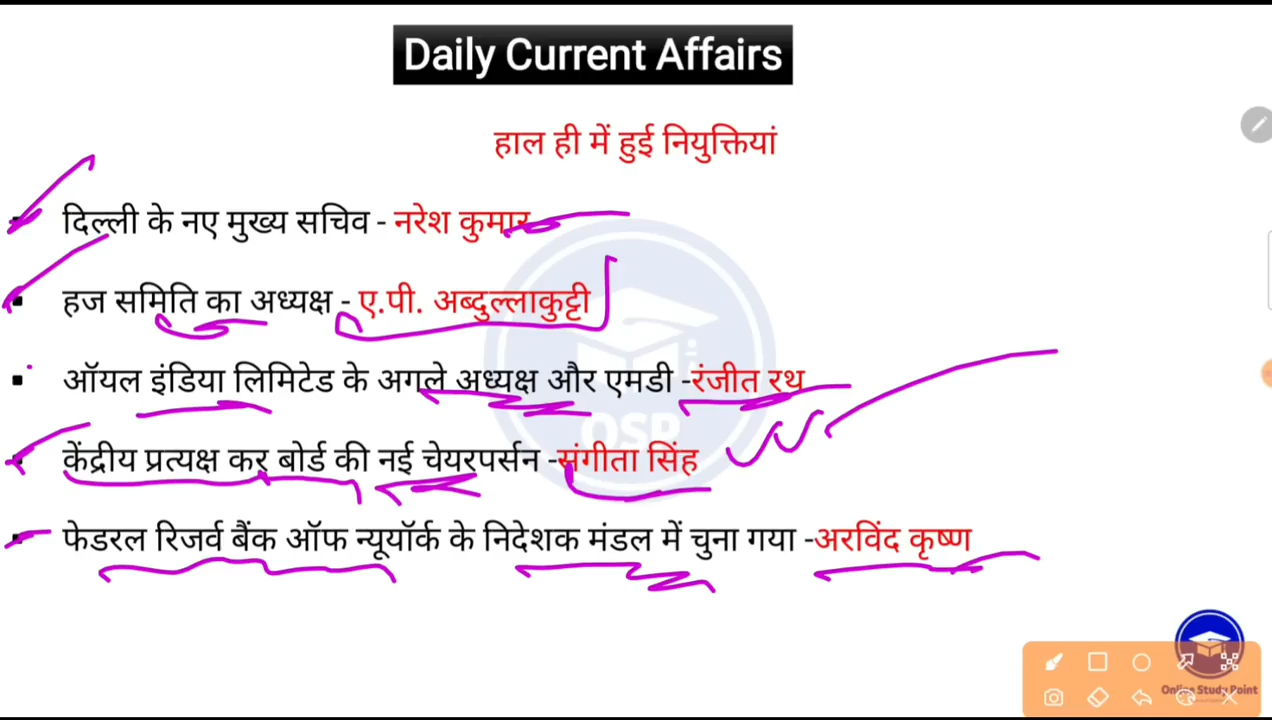 Daily Current Affairs
हाल ही में हुई नियुक्तियां
दिल्ली के नए मुख्य सचिव - नरेश कुमार
हज समिति का अध्यक्ष - ए.पी. अब्दुल्लाकुट्टी
ऑयल इंडिया लिमिटेड के अगले अध्यक्ष और एमडी -रंजीत रथ
केंद्रीय प्रत्यक्ष कर बोर्ड की नई चेयरपर्सन -संगीता सिंह
फेडरल रिजर्व बैंक ऑफ न्यूयॉर्क के निदेशक मंडल में चुना गया -अरविंद कृष्ण
OSP
Online Study Point